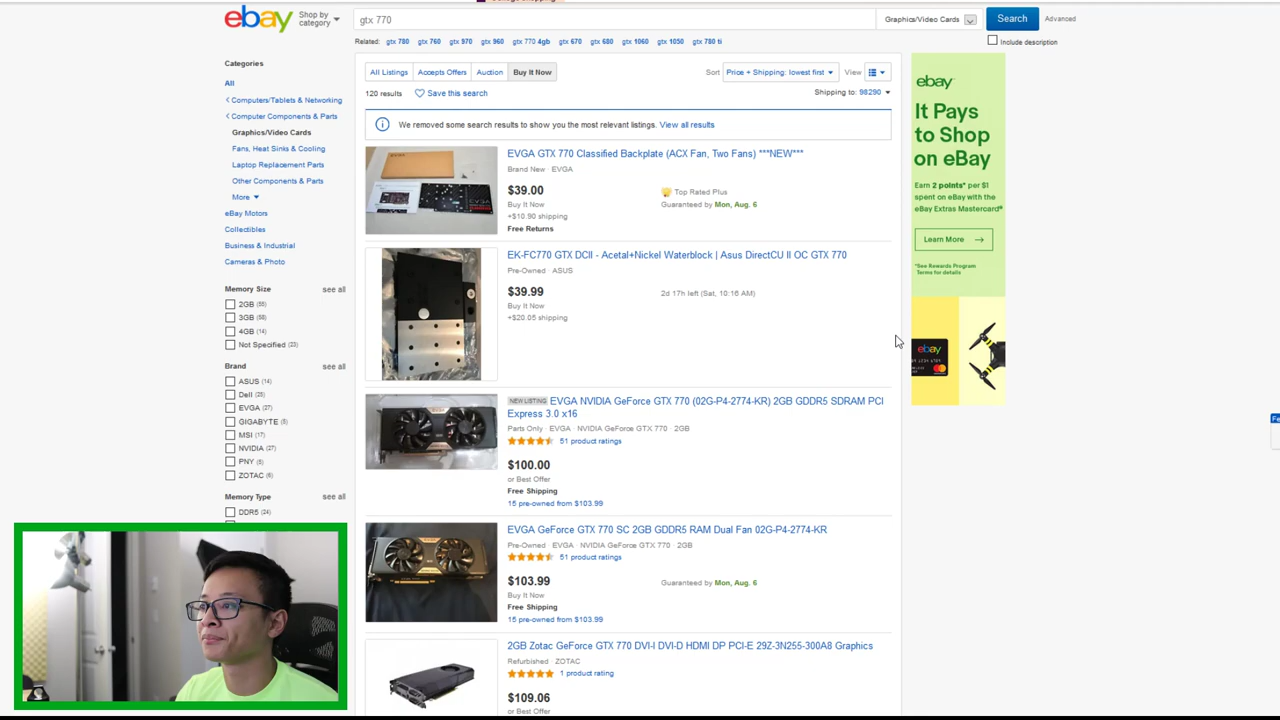 ebay
Shop by
category
gtx 770
Graphics/Video Cards
Search
Advanced
Related: gtx 780 gtx 760 gtx 970 gtx 960 gtx 770 4gb gtx 670 gtx 680 gtx 1060 gtx 1050 gtx 780 ti
Include description
Categories
All
Computers/Tablets & Networking
Computer Components & Parts
Graphics/Video Cards
Fans, Heat Sinks & Cooling
Laptop Replacement Parts
Other Components & Parts
More
eBay Motors
Collectibles
Business & Industrial
Cameras & Photo
Memory Size see all
2GB (55)
4GB (14)
Not Specified (23)
Brand see all
ASUS (14)
EVGA (27)
MSI (17)
NVIDIA (27)
ZOTAC (6)
Memory Type see all
DDR5 (24)
All Listings Accepts Offers Auction Buy It Now
Sort Price + Shipping: lowest first View
120 results Save this search
Shipping to: 98290
We removed some search results to show you the most relevant listings. View all results
EVGA GTX 770 Classified Backplate (ACX Fan, Two Fans) ***NEW***
Brand New · EVGA
$39.00
Top Rated Plus
Buy It Now
Guaranteed by Mon, Aug. 6
+$10.90 shipping
Free Returns
EK-FC770 GTX DCII - Acetal+Nickel Waterblock | Asus DirectCU II OC GTX 770
Pre-Owned · ASUS
$39.99
2d 17h left (Sat, 10:16 AM)
Buy It Now
+$20.05 shipping
NEW LISTING EVGA NVIDIA GeForce GTX 770 (02G-P4-2774-KR) 2GB GDDR5 SDRAM PCI
Express 3.0 x16
Parts Only · EVGA · NVIDIA GeForce GTX 770 · 2GB
51 product ratings
$100.00
or Best Offer
Free Shipping
15 pre-owned from $103.99
EVGA GeForce GTX 770 SC 2GB GDDR5 RAM Dual Fan 02G-P4-2774-KR
Pre-Owned · EVGA · NVIDIA GeForce GTX 770 · 2GB
51 product ratings
$103.99
Guaranteed by Mon, Aug. 6
Buy It Now
Free Shipping
15 pre-owned from $103.99
2GB Zotac GeForce GTX 770 DVI-I DVI-D HDMI DP PCI-E 29Z-3N255-300A8 Graphics
Refurbished · ZOTAC
1 product rating
$109.06
or Best Offer
ebay
It Pays
to Shop
on eBay
Earn 2 points* per $1
spent on eBay with the
eBay Extras Mastercard®
Learn More
*See Rewards Program
Terms for details
ebay